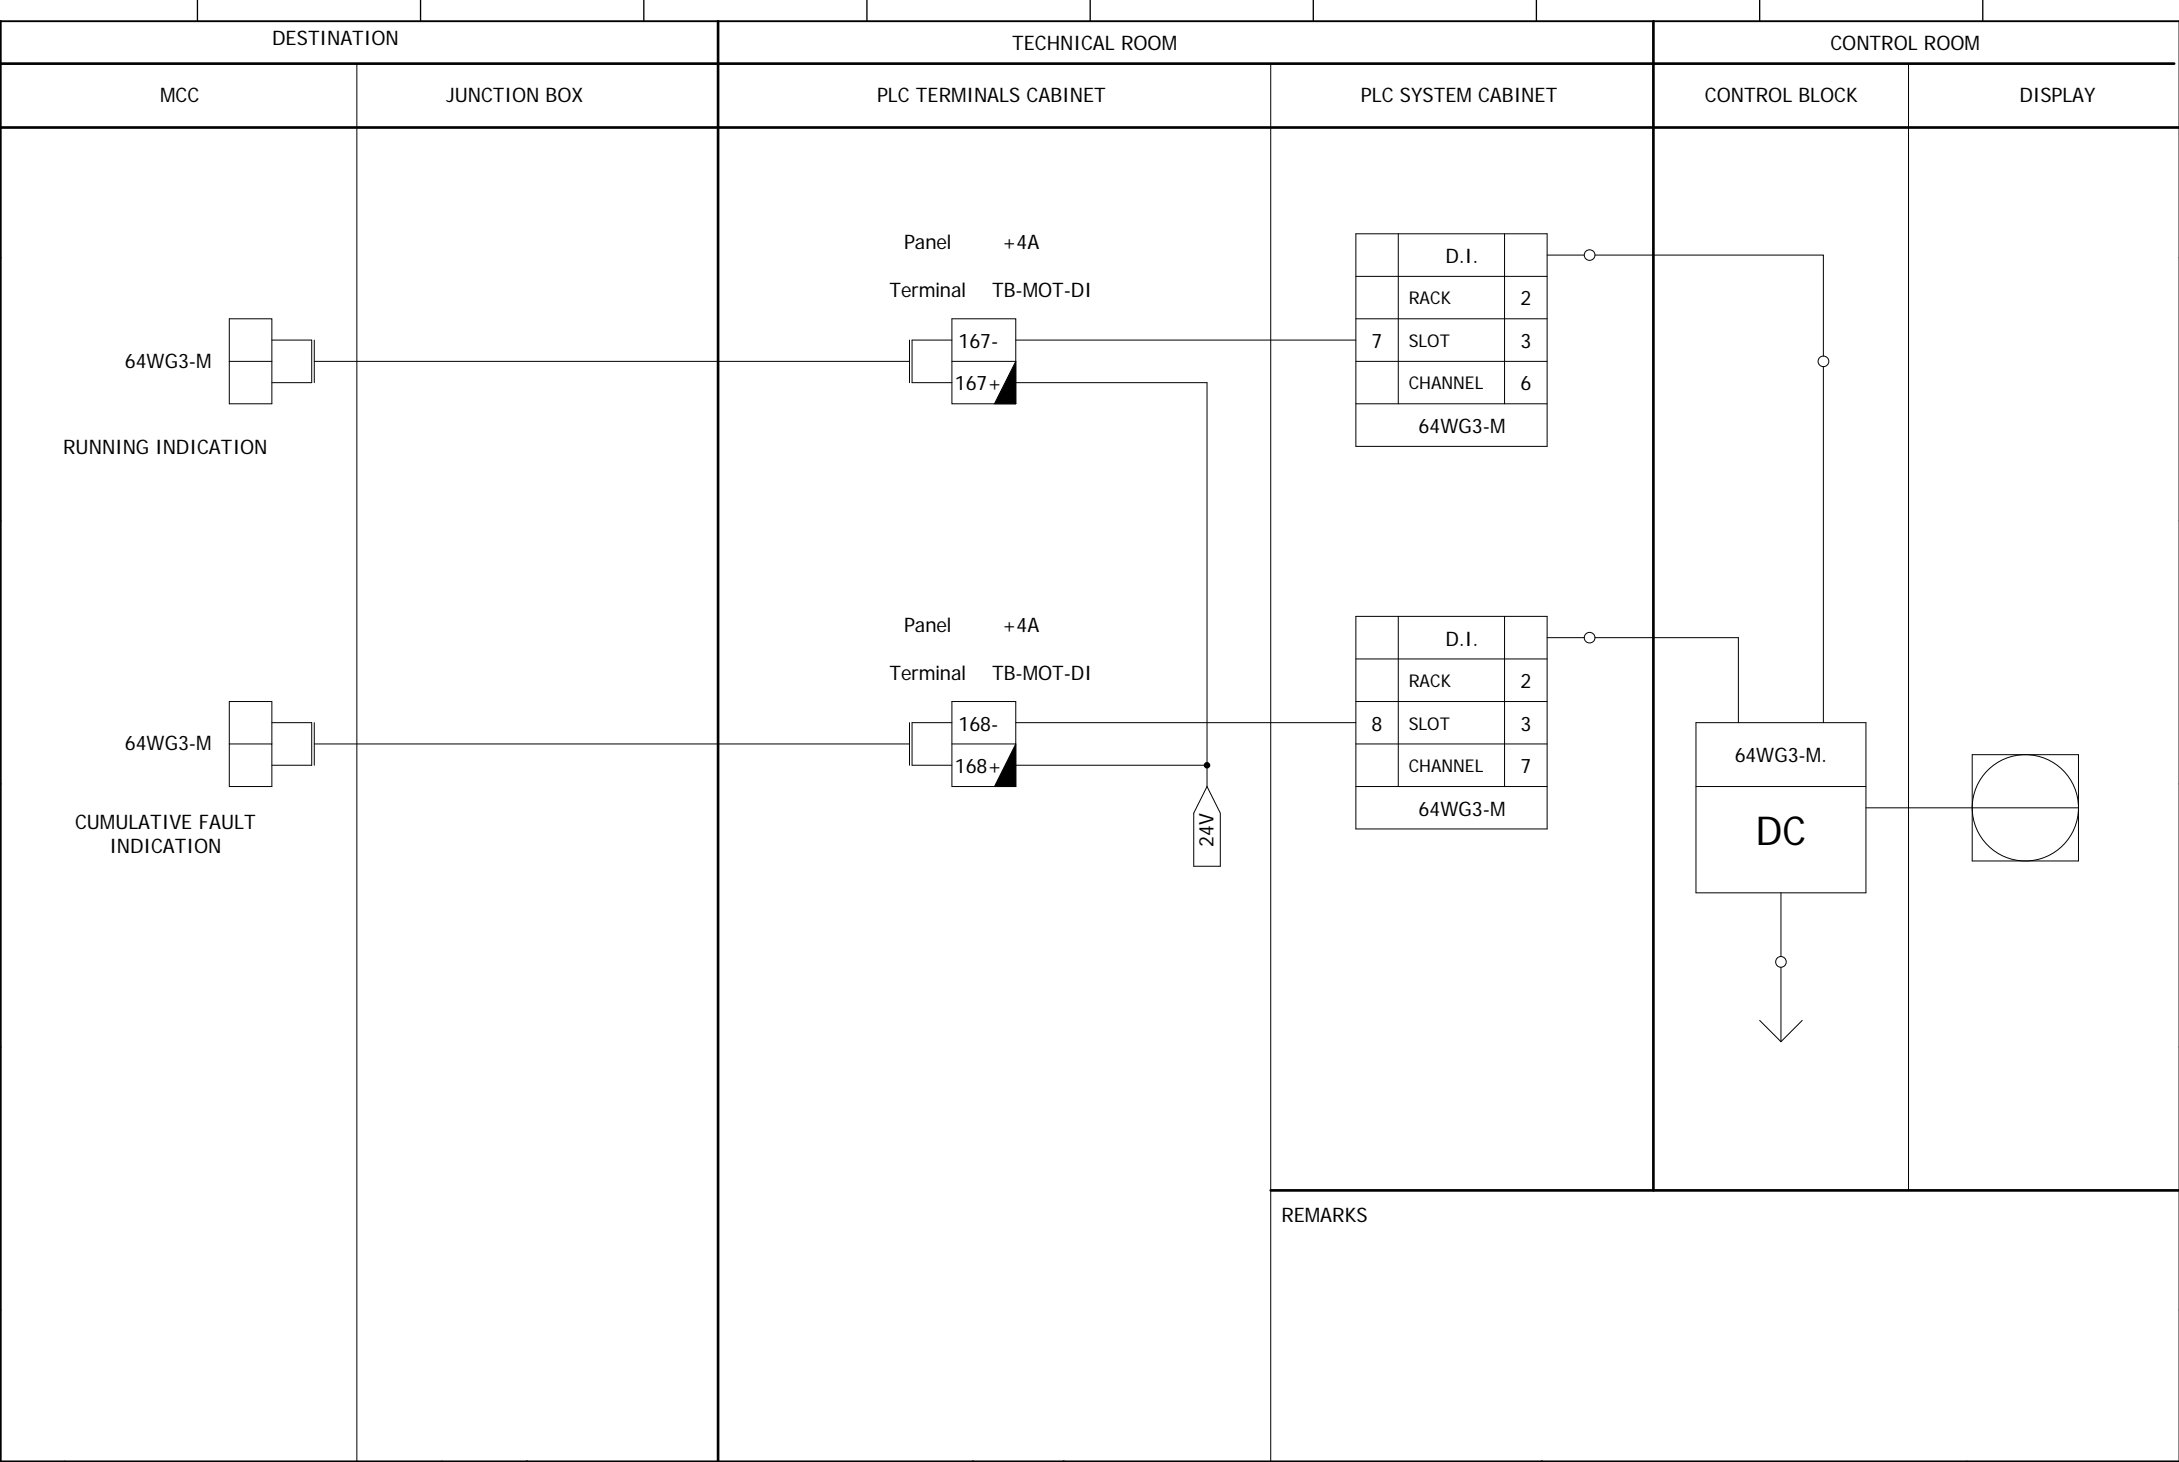 DESTINATION
TECHNICAL ROOM
CONTROL ROOM
MCC
JUNCTION BOX
PLC TERMINALS CABINET
PLC SYSTEM CABINET
CONTROL BLOCK
DISPLAY
Panel +4A
Terminal TB-MOT-DI
64WG3-M
RUNNING INDICATION
167-
167+
D.I.
RACK 2
7 SLOT 3
CHANNEL 6
64WG3-M
Panel +4A
Terminal TB-MOT-DI
64WG3-M
CUMULATIVE FAULT
INDICATION
168-
168+
24V
D.I.
RACK 2
8 SLOT 3
CHANNEL 7
64WG3-M
64WG3-M.
DC
REMARKS